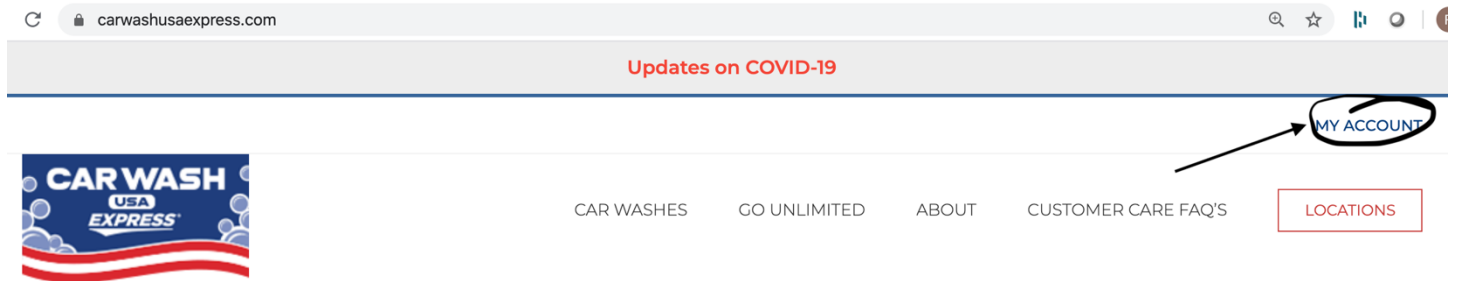 carwashusaexpress.com
Updates on COVID-19
MY ACCOUNT
CAR WASH
USA
EXPRESS
CAR WASHES GO UNLIMITED ABOUT CUSTOMER CARE FAQ'S LOCATIONS